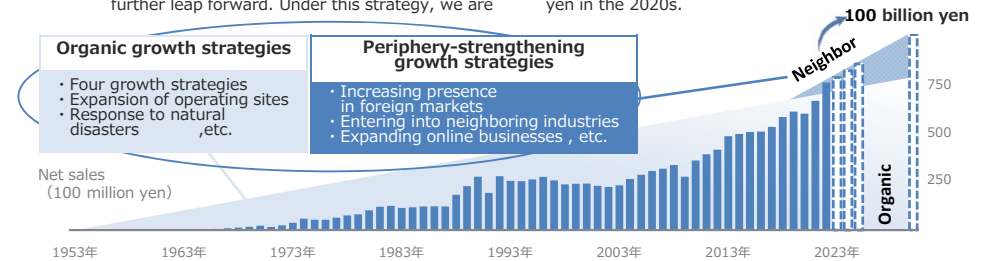 further leap forward. Under this strategy, we are yen in the 2020s.
100 billion yen
Organic growth strategies
・Four growth strategies
・Expansion of operating sites
・Response to natural
disasters ,etc.
Periphery-strengthening
growth strategies
・Increasing presence
in foreign markets
・Entering into neighboring industries
・Expanding online businesses , etc.
Neighbor
Organic
750
500
250
Net sales
（100 million yen）
1953年 1963年 1973年 1983年 1993年 2003年 2013年 2023年